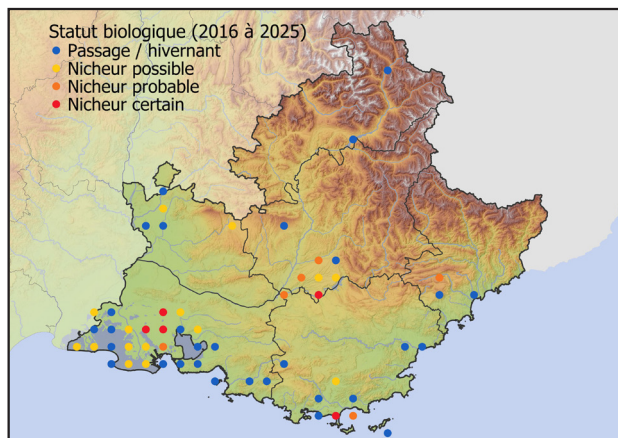 Statut biologique (2016 à 2025)
Passage / hivernant
Nicheur possible
Nicheur probable
Nicheur certain